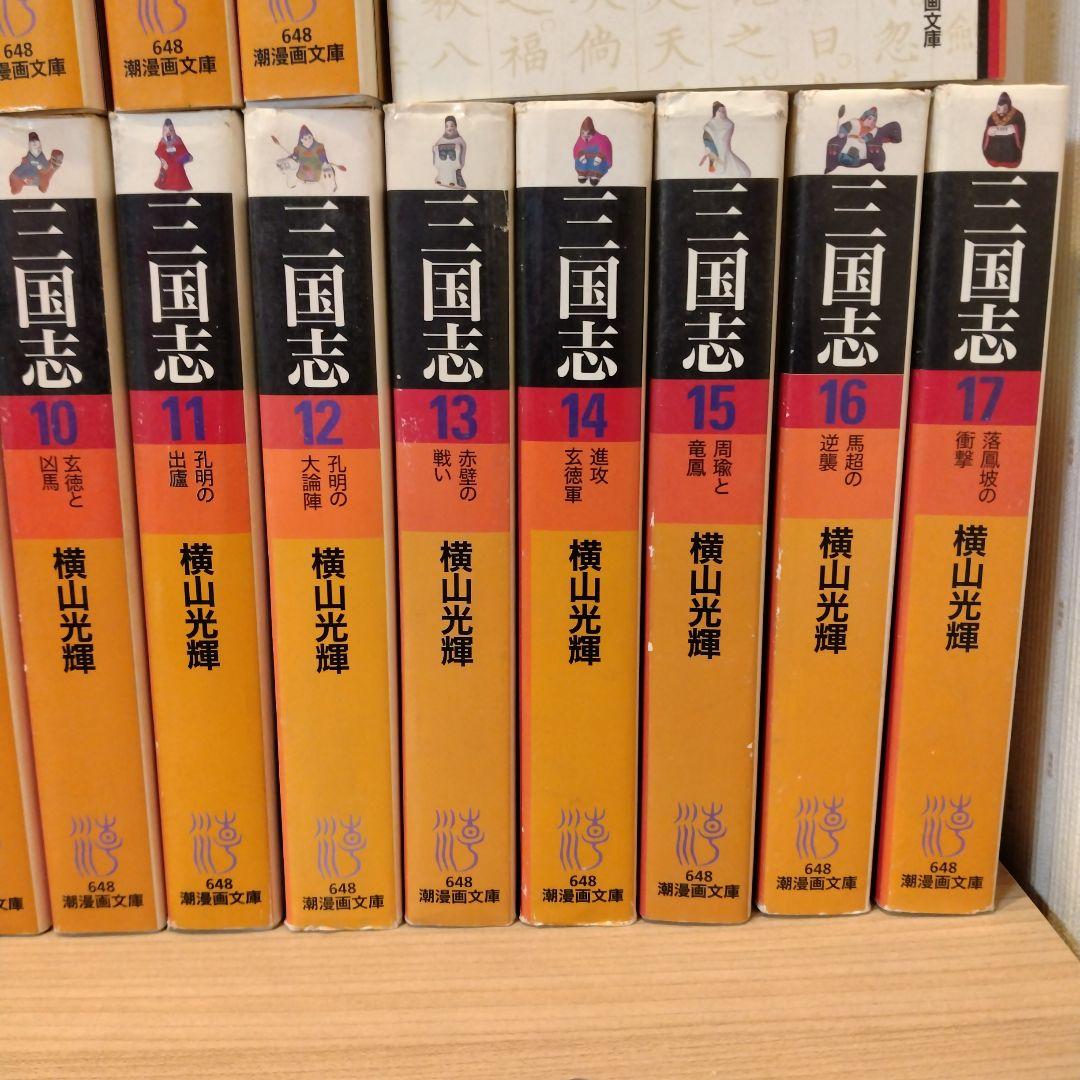 648
潮漫画文庫
648
潮漫画文庫
648
潮漫画文庫
画文庫
三国志
10
玄徳と
凶馬
横山光輝
648
潮漫画文庫
三国志
11
孔明の
出廬
横山光輝
648
潮漫画文庫
三国志
12
孔明の
大論陣
横山光輝
648
潮漫画文庫
三国志
13
赤壁の
戦い
横山光輝
648
潮漫画文庫
三国志
14
進攻
玄徳軍
横山光輝
648
潮漫画文庫
三国志
15
周瑜と
竜鳳
横山光輝
648
潮漫画文庫
三国志
16
馬超の
逆襲
横山光輝
648
潮漫画文庫
三国志
17
落鳳坡の
衝撃
横山光輝
648
潮漫画文庫
文庫